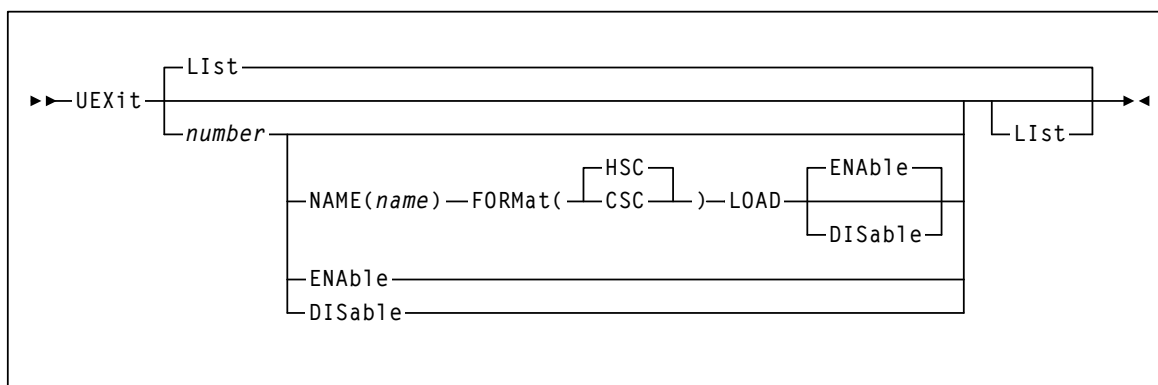 LIst
UEXit
number
LIst
HSC
ENAble
NAME(name) FORMat( CSC ) LOAD
DISable
ENAble
DISable